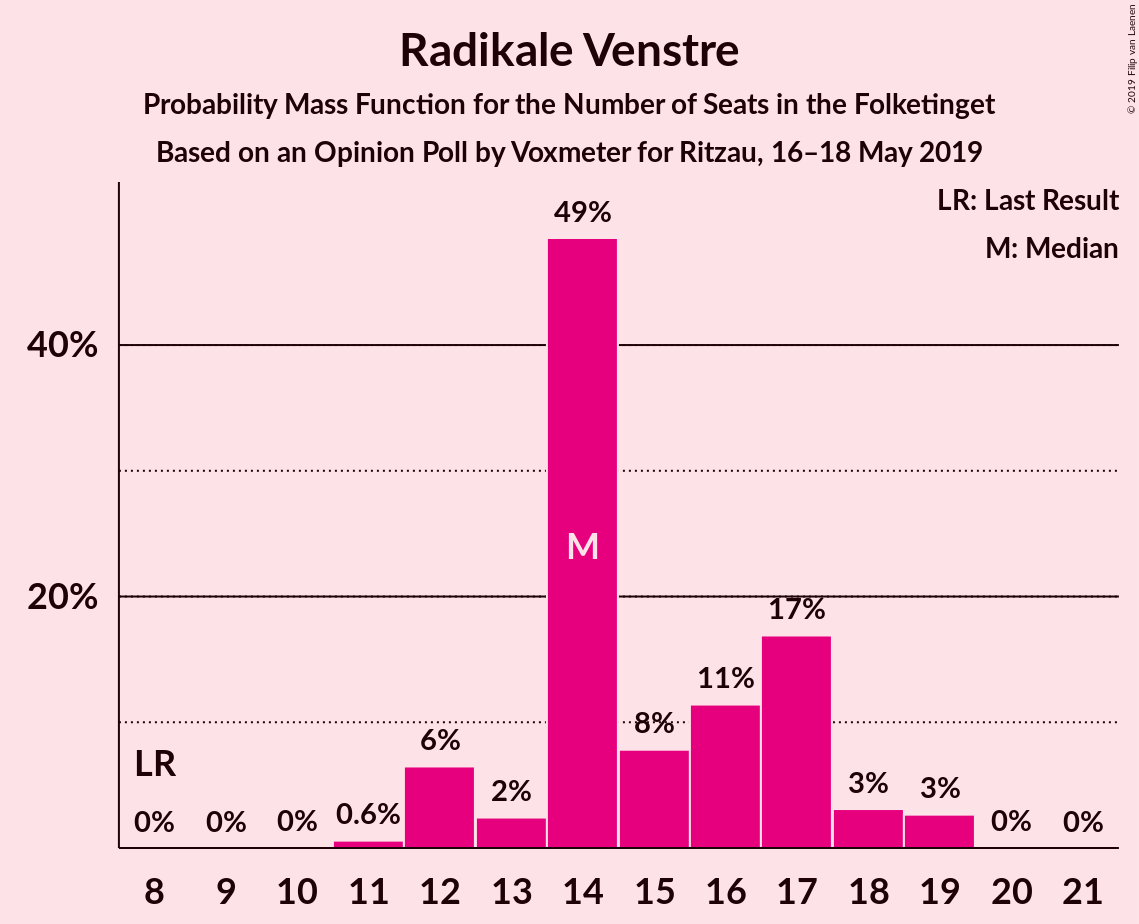 Radikale Venstre
Probability Mass Function for the Number of Seats in the Folketinget
Based on an Opinion Poll by Voxmeter for Ritzau, 16–18 May 2019
© 2019 Filip van Laenen
LR: Last Result
M: Median
49%
40%
M
20%
17%
11%
8%
6%
LR
3%
3%
2%
0.6%
0%
0%
0%
0%
0%
8 9 10 11 12 13 14 15 16 17 18 19 20 21